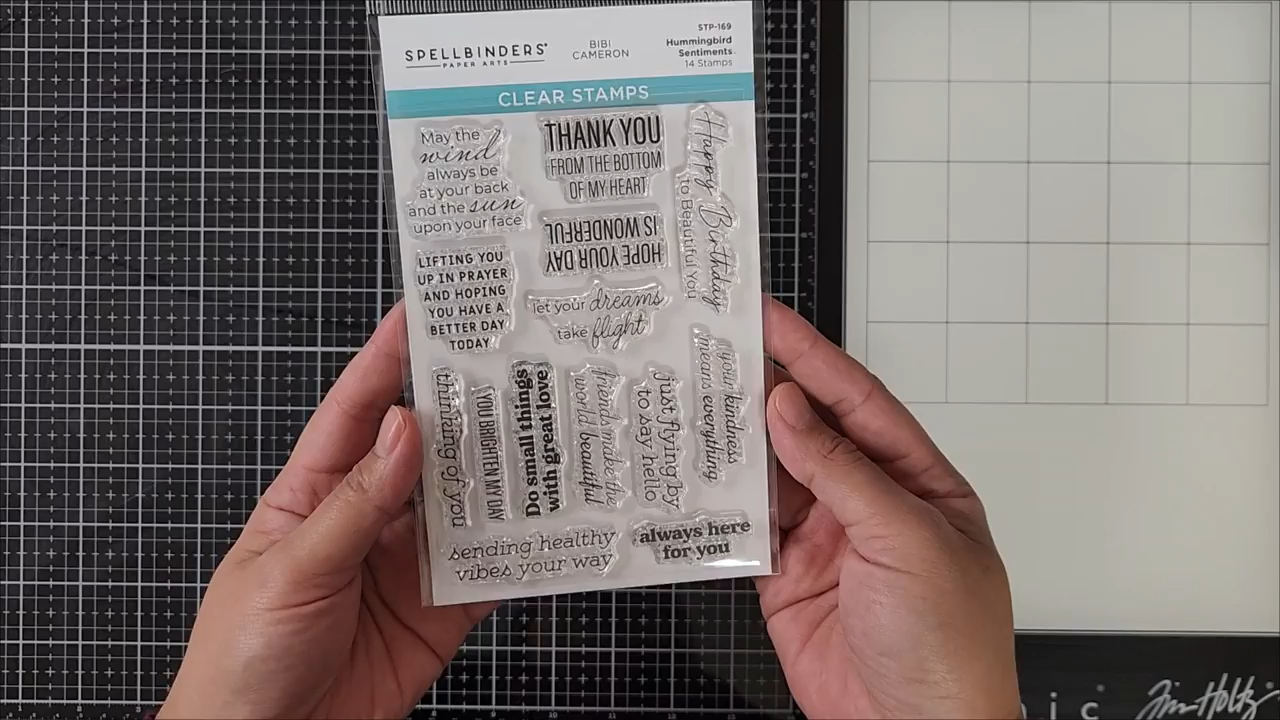 SPELLBINDERS®
PAPER ARTS
BIBI
CAMERON
STP-169
Hummingbird
Sentiments
14 Stamps
CLEAR STAMPS
May the
wind
always be
at your back
and the sun
upon your face
THANK YOU
FROM THE BOTTOM
OF MY HEART
Happy Birthday
to Beautiful You
HOPE YOUR DAY
IS WONDERFUL
LIFTING YOU
UP IN PRAYER
AND HOPING
YOU HAVE A
BETTER DAY
TODAY
let your dreams
take flight
your kindness
means everything
thinking of you
YOU BRIGHTEN MY DAY
Do small things
with great love
friends make the
world beautiful
just flying by
to say hello
sending healthy
vibes your way
always here
for you
Tim Holtz